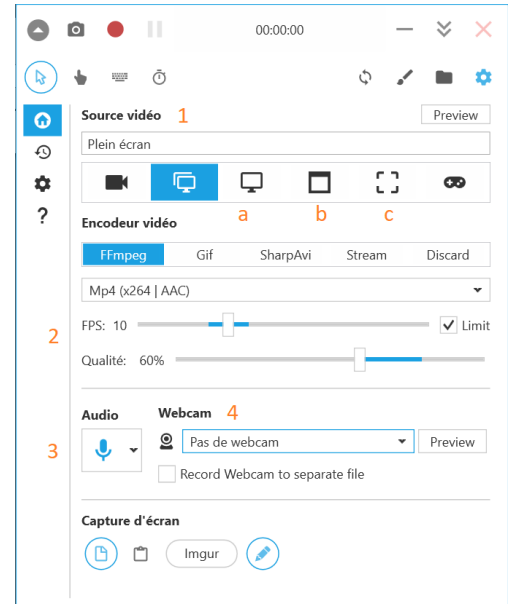 00:00:00
Source vidéo 1 Preview
Plein écran
a b c
Encodeur vidéo
FFmpeg Gif SharpAvi Stream Discard
Mp4 (x264 | AAC)
FPS: 10 Limit
2
Qualité: 60%
Audio Webcam 4
3 Pas de webcam Preview
Record Webcam to separate file
Capture d'écran
Imgur